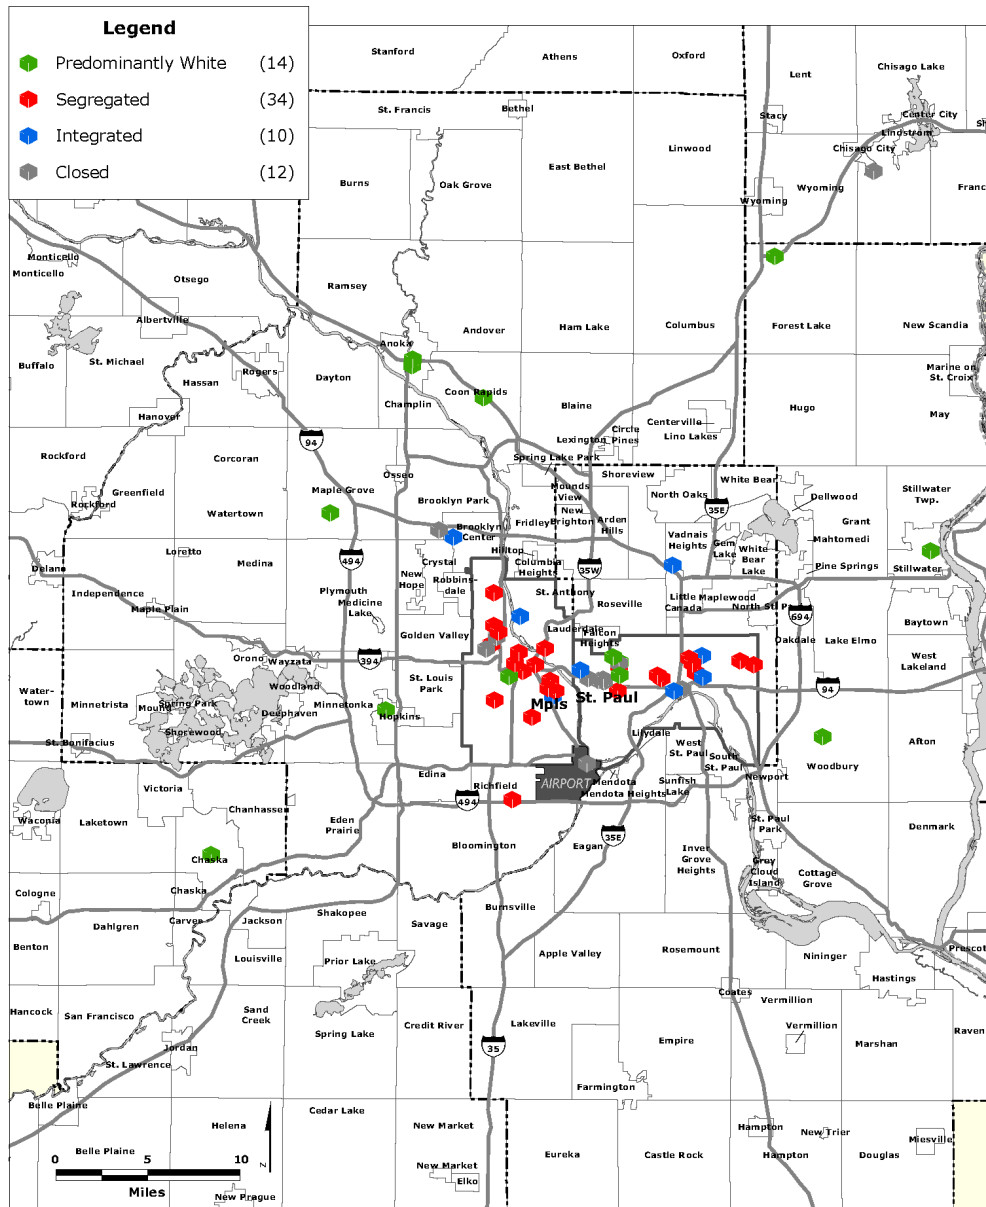 Legend
Predominantly White (14)
Segregated (34)
Integrated (10)
Closed (12)
Stanford
Athens
Oxford
Lent
Chisago Lake
St. Francis
Bethel
Stacy
Center City
Lindstrom
Chisago City
Linwood
East Bethel
Burns
Oak Grove
Wyoming
Wyoming
Franc
Monticello
Monticello
Otsego
Ramsey
Albertville
Andover
Ham Lake
Columbus
Forest Lake
New Scandia
Anoka
Buffalo
St. Michael
Hassan
Rogers
Dayton
Coon Rapids
Marine on
St. Croix
Champlin
Blaine
Hugo
May
Hanover
Centerville
Lino Lakes
Circle
Pines
Lexington
94
Rockford
Corcoran
Spring Lake Park
Osseo
Shoreview
White Bear
Mounds
View
North Oaks
Dellwood
Stillwater
Twp.
Greenfield
Rockford
Maple Grove
Brooklyn Park
35E
Watertown
New
Brighton
Arden
Hills
Grant
Fridley
Brooklyn
Center
Vadnais
Heights
Gem
Lake
Mahtomedi
White
Bear
Lake
Loretto
Medina
494
Hilltop
Crystal
Columbia
Heights
35W
Pine Springs
Stillwater
Delano
Independence
Maple Plain
New
Hope
Robbins-
dale
Plymouth
Medicine
Lake
St. Anthony
Roseville
Little
Canada
Maplewood
North St. Pa
694
Baytown
Golden Valley
Lauderdale
Falcon
Heights
Oakdale
Lake Elmo
Orono
Wayzata
394
West
Lakeland
Water-
town
Minnetrista
Mound
Spring Park
Woodland
Deephaven
Shorewood
Minnetonka
St. Louis
Park
Hopkins
Mpls
St. Paul
94
St. Bonifacius
Lilydale
West
St. Paul
South
St. Paul
Woodbury
Afton
Edina
Richfield
AIRPORT
Mendota
Mendota Heights
Sunfish
Lake
Newport
Victoria
Chanhassen
Waconia
Laketown
494
Eden
Prairie
Bloomington
35E
Eagan
St. Paul
Park
Denmark
Inver
Grove
Heights
Grey
Cloud
Island
Cottage
Grove
Chaska
Chaska
Cologne
Dahlgren
Carver
Jackson
Shakopee
Savage
Burnsville
Benton
Louisville
Prior Lake
Apple Valley
Rosemount
Nininger
Prescot
Hastings
Coates
Vermillion
Hancock
San Francisco
Sand
Creek
Spring Lake
Credit River
Lakeville
Vermillion
Raven
Empire
Marshan
35
Jordan
St. Lawrence
Farmington
Belle Plaine
Cedar Lake
Helena
New Market
Hampton
New Trier
Miesville
Belle Plaine
Eureka
Castle Rock
Hampton
Douglas
0 5 10
Miles
N
New Market
Elko
New Prague